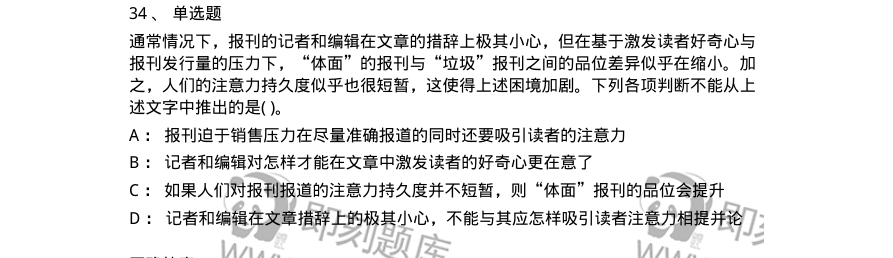 34 、 单选题
通常情况下，报刊的记者和编辑在文章的措辞上极其小心，但在基于激发读者好奇心与
报刊发行量的压力下，“体面”的报刊与“垃圾”报刊之间的品位差异似乎在缩小。加
之，人们的注意力持久度似乎也很短暂，这使得上述困境加剧。下列各项判断不能从上
述文字中推出的是( )。
A ： 报刊迫于销售压力在尽量准确报道的同时还要吸引读者的注意力
B ： 记者和编辑对怎样才能在文章中激发读者的好奇心更在意了
C ： 如果人们对报刊报道的注意力持久度并不短暂，则“体面”报刊的品位会提升
D ： 记者和编辑在文章措辞上的极其小心，不能与其应怎样吸引读者注意力相提并论
即刻题库
即